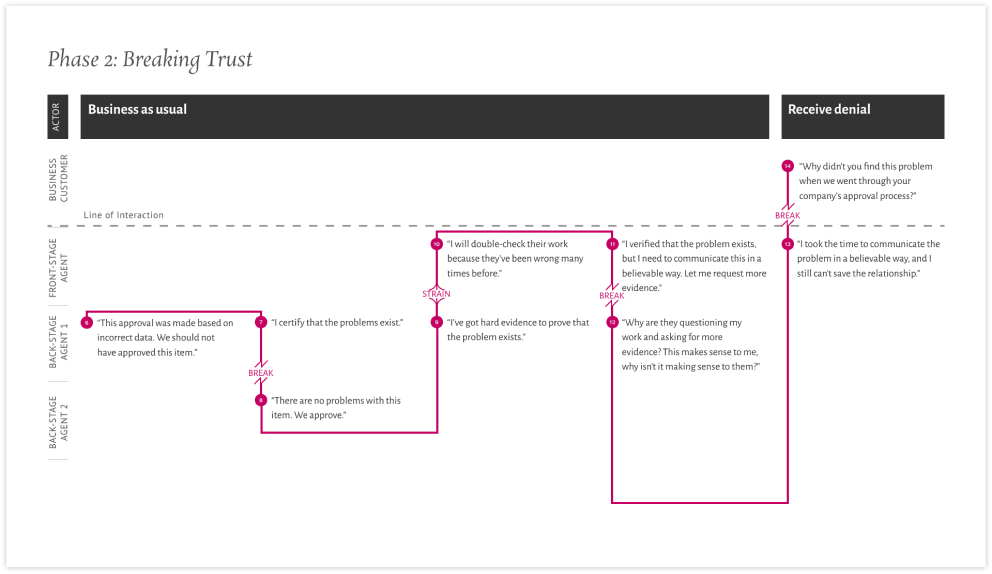 Phase 2: Breaking Trust
ACTOR
Business as usual
Receive denial
BUSINESS
CUSTOMER
14
“Why didn't you find this problem
when we went through your
company's approval process?”
BREAK
Line of Interaction
FRONT-STAGE
AGENT
10
“I will double-check their work
because they've been wrong many
times before.”
STRAIN
11
“I verified that the problem exists,
but I need to communicate this in a
believable way. Let me request more
evidence.”
BREAK
13
“I took the time to communicate the
problem in a believable way, and I
still can't save the relationship.”
BACK-STAGE
AGENT 1
6
“This approval was made based on
incorrect data. We should not
have approved this item.”
7
“I certify that the problems exist.”
BREAK
9
“I've got hard evidence to prove that
the problem exists.”
12
“Why are they questioning my
work and asking for more
evidence? This makes sense to me,
why isn't it making sense to them?”
BACK-STAGE
AGENT 2
8
“There are no problems with this
item. We approve.”